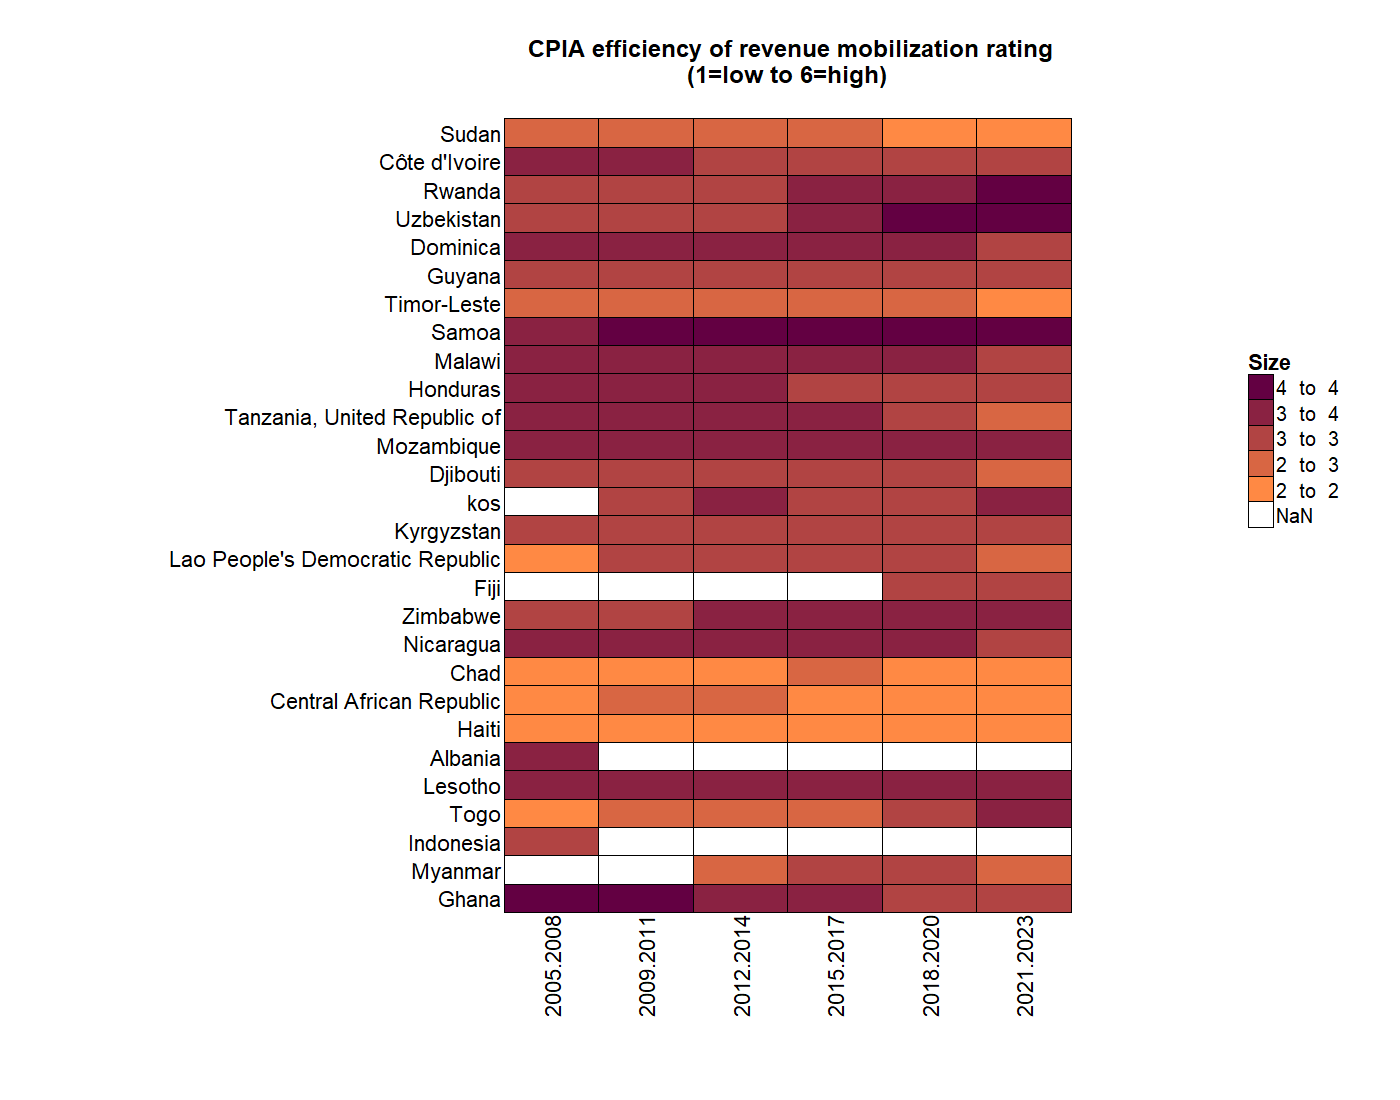 CPIA efficiency of revenue mobilization rating
(1=low to 6=high)
Sudan
Côte d'Ivoire
Rwanda
Uzbekistan
Dominica
Guyana
Timor-Leste
Samoa
Malawi
Honduras
Tanzania, United Republic of
Mozambique
Djibouti
kos
Kyrgyzstan
Lao People's Democratic Republic
Fiji
Zimbabwe
Nicaragua
Chad
Central African Republic
Haiti
Albania
Lesotho
Togo
Indonesia
Myanmar
Ghana
2005.2008
2009.2011
2012.2014
2015.2017
2018.2020
2021.2023
Size
4 to 4
3 to 4
3 to 3
2 to 3
2 to 2
NaN